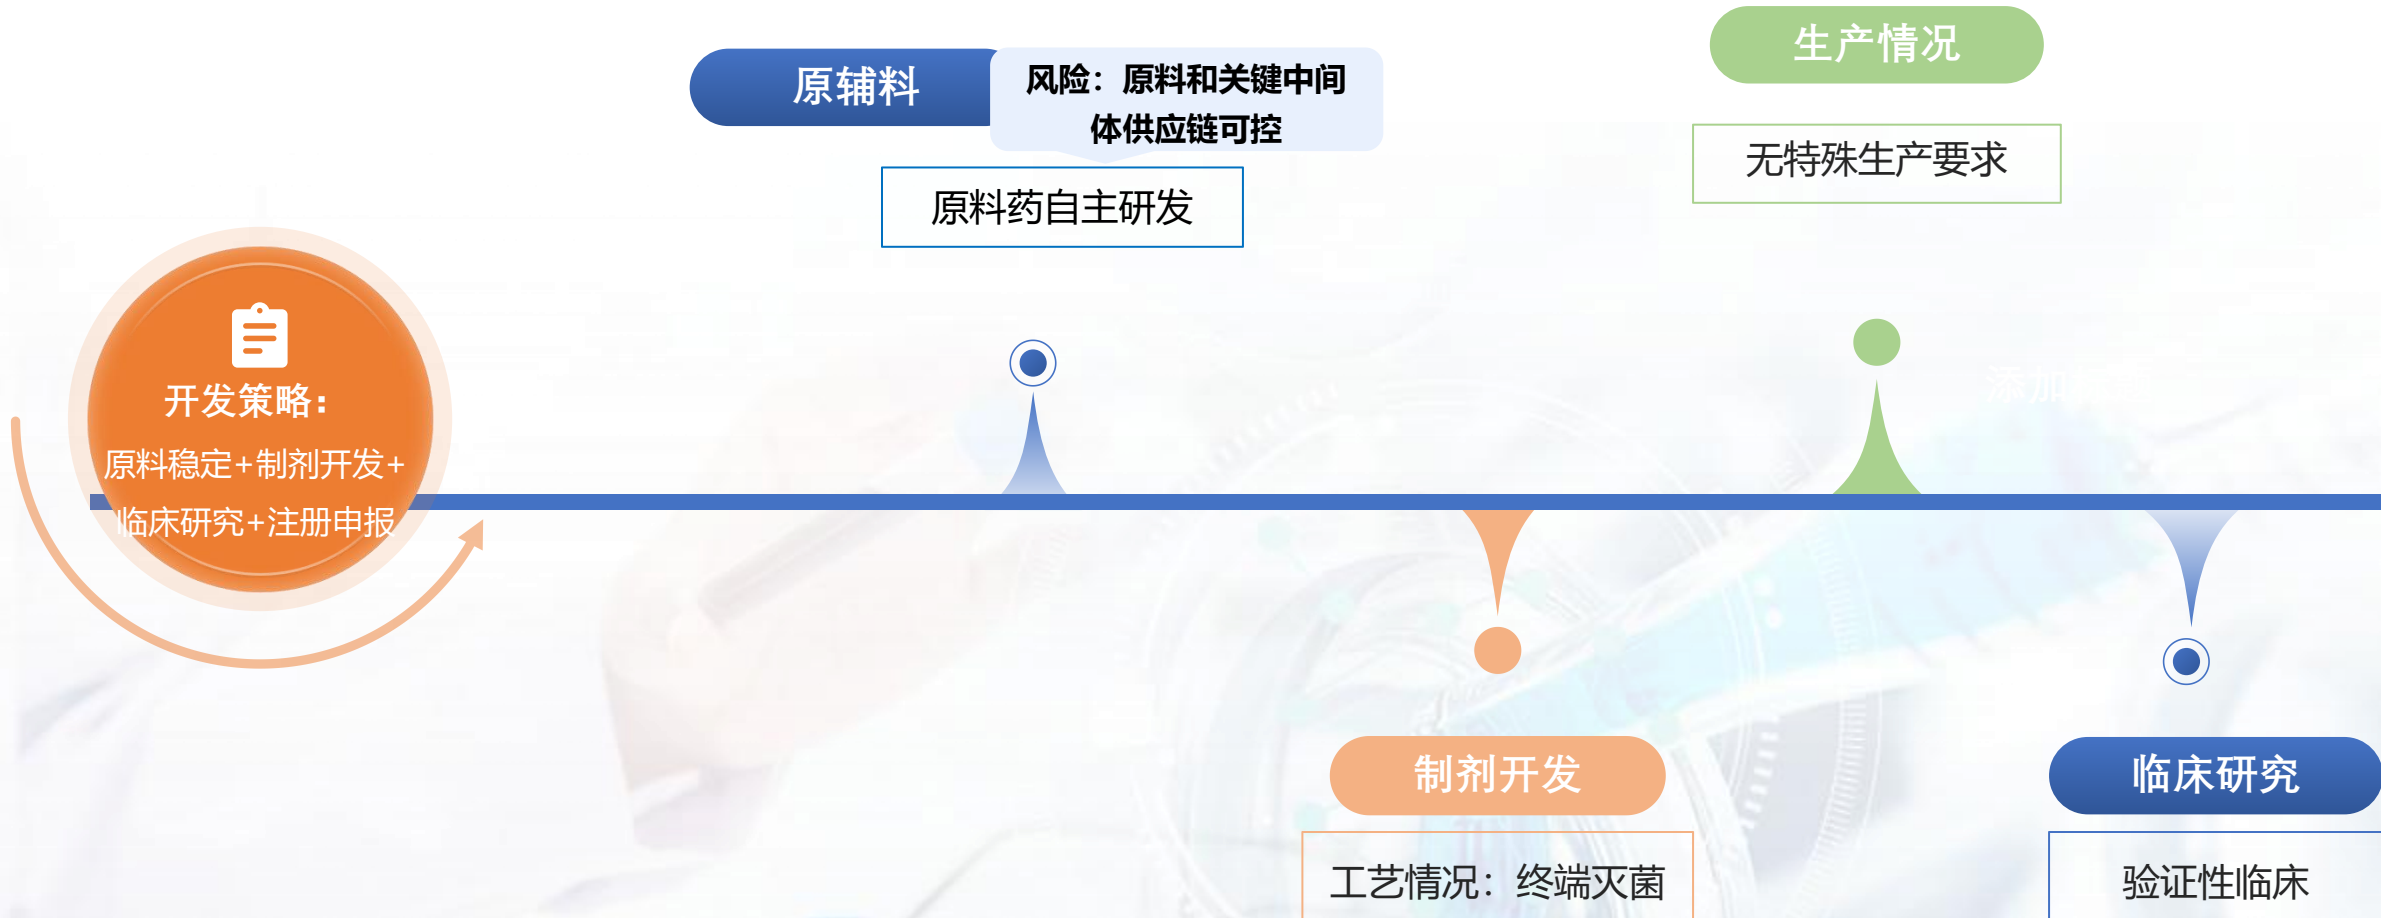 原辅料
风险：原料和关键中间
体供应链可控
原料药自主研发
生产情况
无特殊生产要求
开发策略:
原料稳定+制剂开发+
临床研究+注册申报
添加
制剂开发
工艺情况：终端灭菌
临床研究
验证性临床